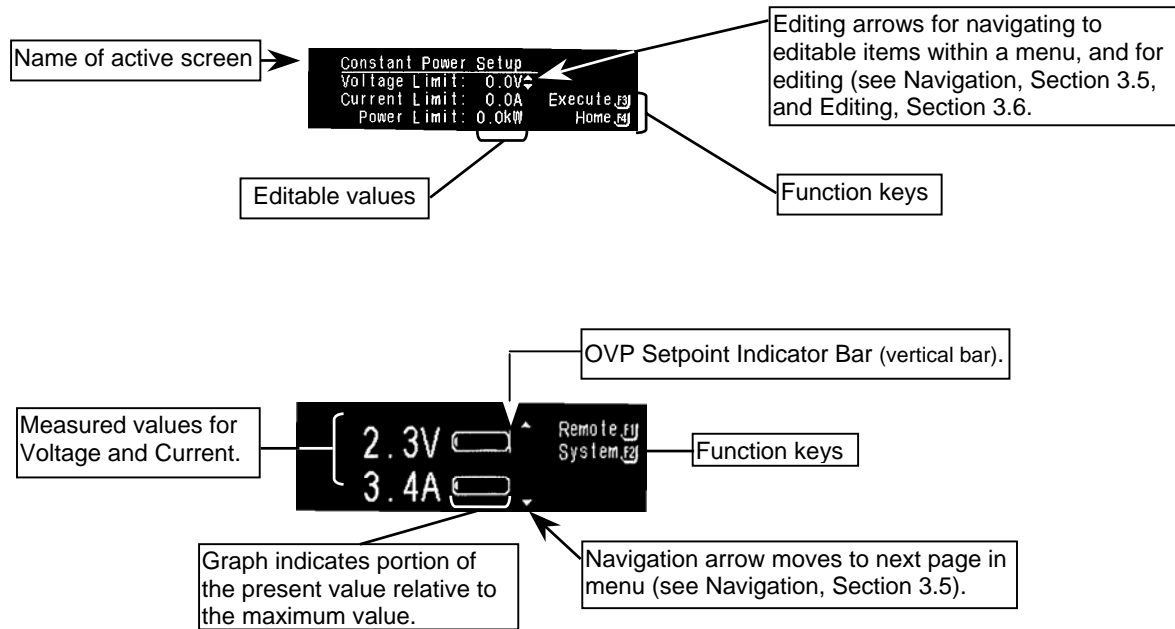 Editing arrows for navigating to
editable items within a menu, and for
editing (see Navigation, Section 3.5,
and Editing, Section 3.6.
Name of active screen
Constant Power Setup
Voltage Limit: 0.0V
Current Limit: 0.0A Execute F3
Power Limit: 0.0kW Home F4
Editable values
Function keys
OVP Setpoint Indicator Bar (vertical bar).
Measured values for
Voltage and Current.
2.3V
3.4A
Remote F1
System F2
Function keys
Graph indicates portion of
the present value relative to
the maximum value.
Navigation arrow moves to next page in
menu (see Navigation, Section 3.5).